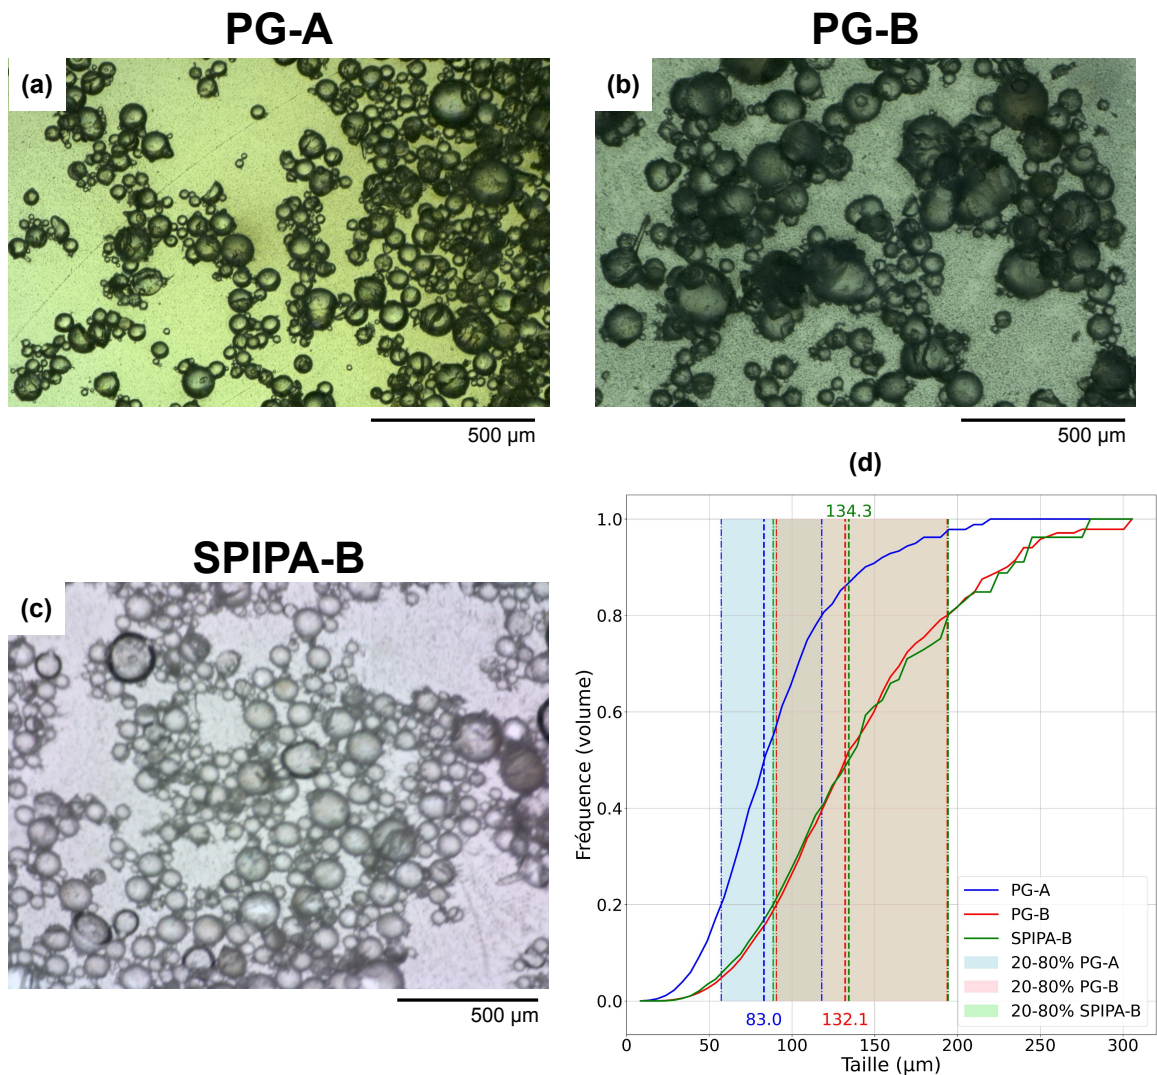 PG-A
PG-B
(a)
(b)
500 µm
500 µm
SPIPA-B
(c)
500 µm
(d)
134.3
1.0
0.8
0.6
0.4
0.2
0.0
Fréquence (volume)
PG-A
PG-B
SPIPA-B
20-80% PG-A
20-80% PG-B
20-80% SPIPA-B
83.0
132.1
0
50
100
150
200
250
300
Taille (µm)